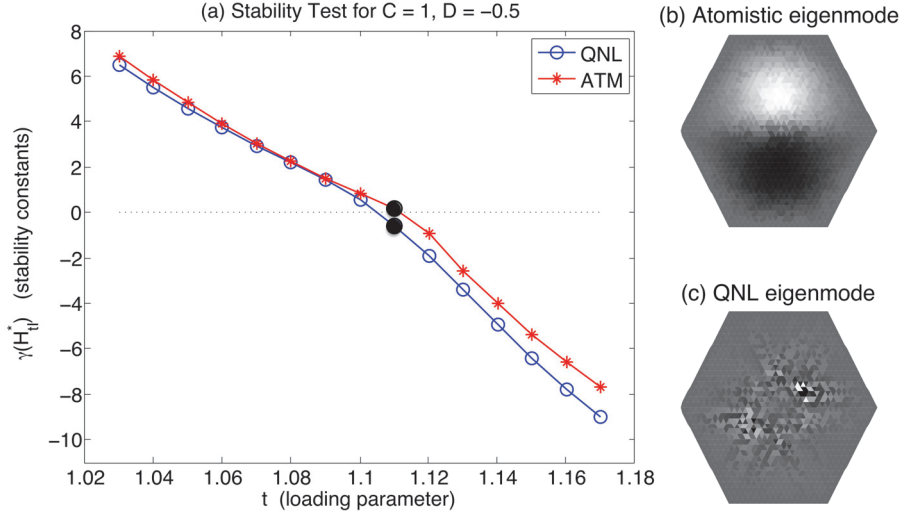 (a) Stability Test for C = 1, D = −0.5
QNL
ATM
8
6
4
2
0
−2
−4
−6
−8
−10
γ(H*tl) (stability constants)
1.02
1.04
1.06
1.08
1.1
1.12
1.14
1.16
1.18
t (loading parameter)
(b) Atomistic eigenmode
(c) QNL eigenmode